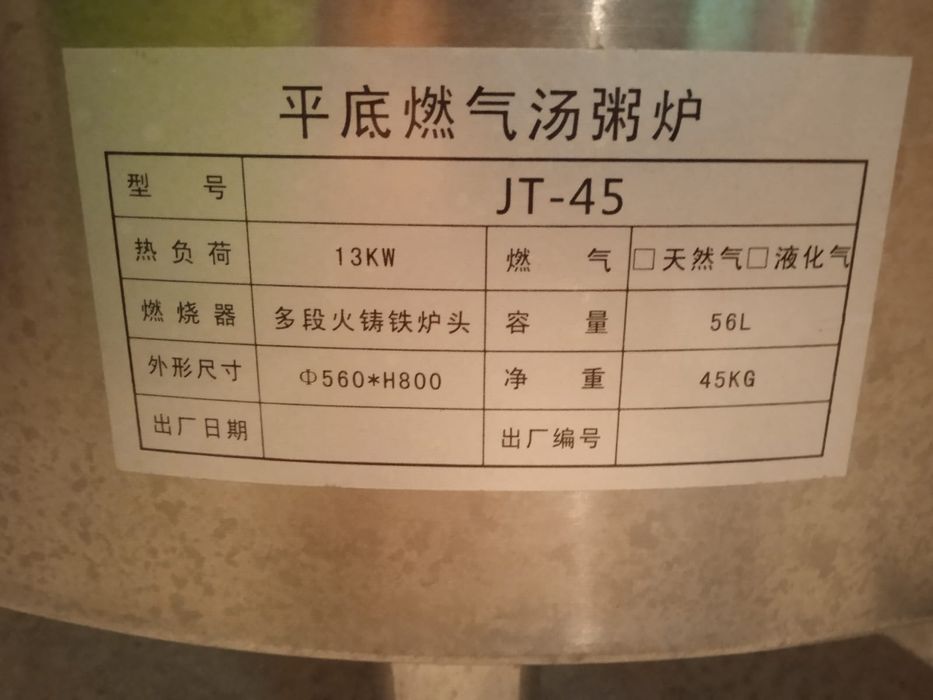 平底燃气汤粥炉
型号 JT-45
热负荷 13KW 燃气 □天然气□液化气
燃烧器 多段火铸铁炉头 容量 56L
外形尺寸 Φ560*H800 净重 45KG
出厂日期 出厂编号